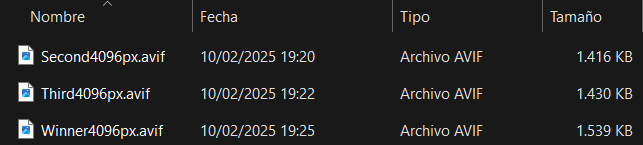 Nombre Fecha Tipo Tamaño
Second4096px.avif 10/02/2025 19:20 Archivo AVIF 1.416 KB
Third4096px.avif 10/02/2025 19:22 Archivo AVIF 1.430 KB
Winner4096px.avif 10/02/2025 19:25 Archivo AVIF 1.539 KB